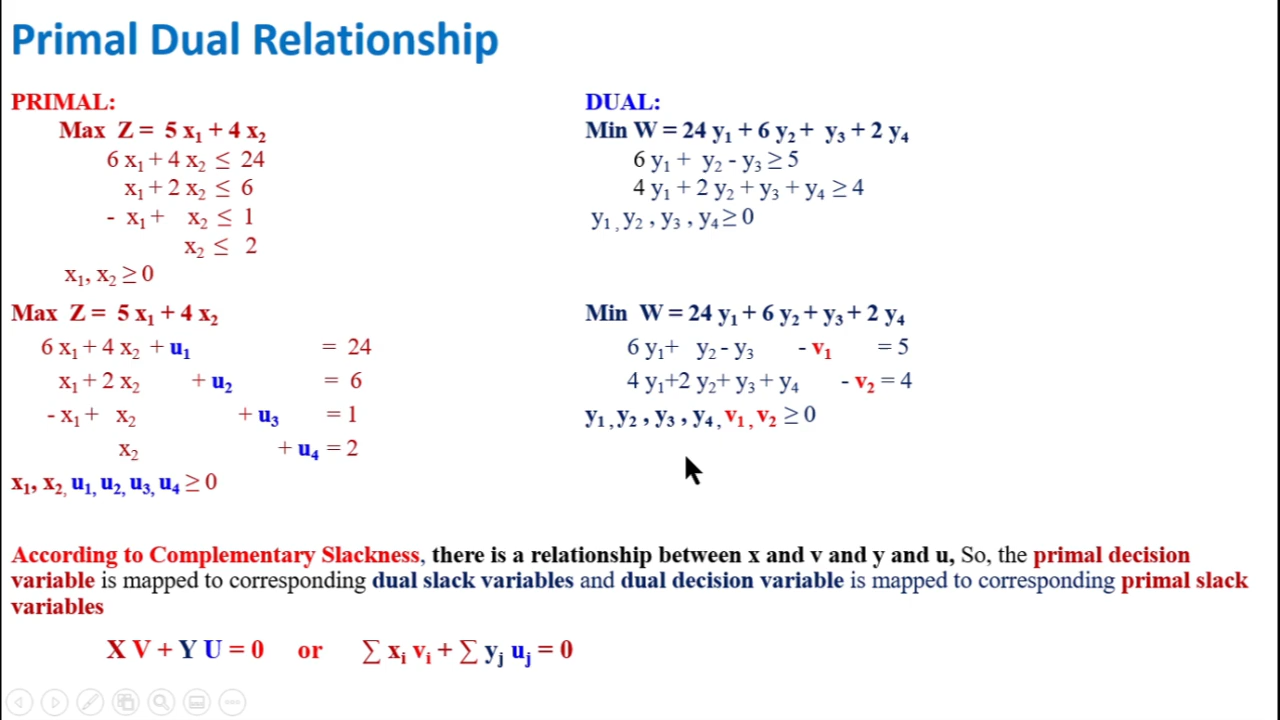 Primal Dual Relationship
PRIMAL:
Max Z = 5 x₁ + 4 x₂
6 x₁ + 4 x₂ ≤ 24
x₁ + 2 x₂ ≤ 6
- x₁ + x₂ ≤ 1
x₂ ≤ 2
x₁, x₂ ≥ 0
DUAL:
Min W = 24 y₁ + 6 y₂ + y₃ + 2 y₄
6 y₁ + y₂ - y₃ ≥ 5
4 y₁ + 2 y₂ + y₃ + y₄ ≥ 4
y₁, y₂, y₃, y₄ ≥ 0
Max Z = 5 x₁ + 4 x₂
6 x₁ + 4 x₂ + u₁ = 24
x₁ + 2 x₂ + u₂ = 6
- x₁ + x₂ + u₃ = 1
x₂ + u₄ = 2
x₁, x₂, u₁, u₂, u₃, u₄ ≥ 0
Min W = 24 y₁ + 6 y₂ + y₃ + 2 y₄
6 y₁ + y₂ - y₃ - v₁ = 5
4 y₁ + 2 y₂ + y₃ + y₄ - v₂ = 4
y₁, y₂, y₃, y₄, v₁, v₂ ≥ 0
According to Complementary Slackness, there is a relationship between x and v and y and u, So, the primal decision
variable is mapped to corresponding dual slack variables and dual decision variable is mapped to corresponding primal slack
variables
X V + Y U = 0 or ∑ xᵢ vᵢ + ∑ yⱼ uⱼ = 0